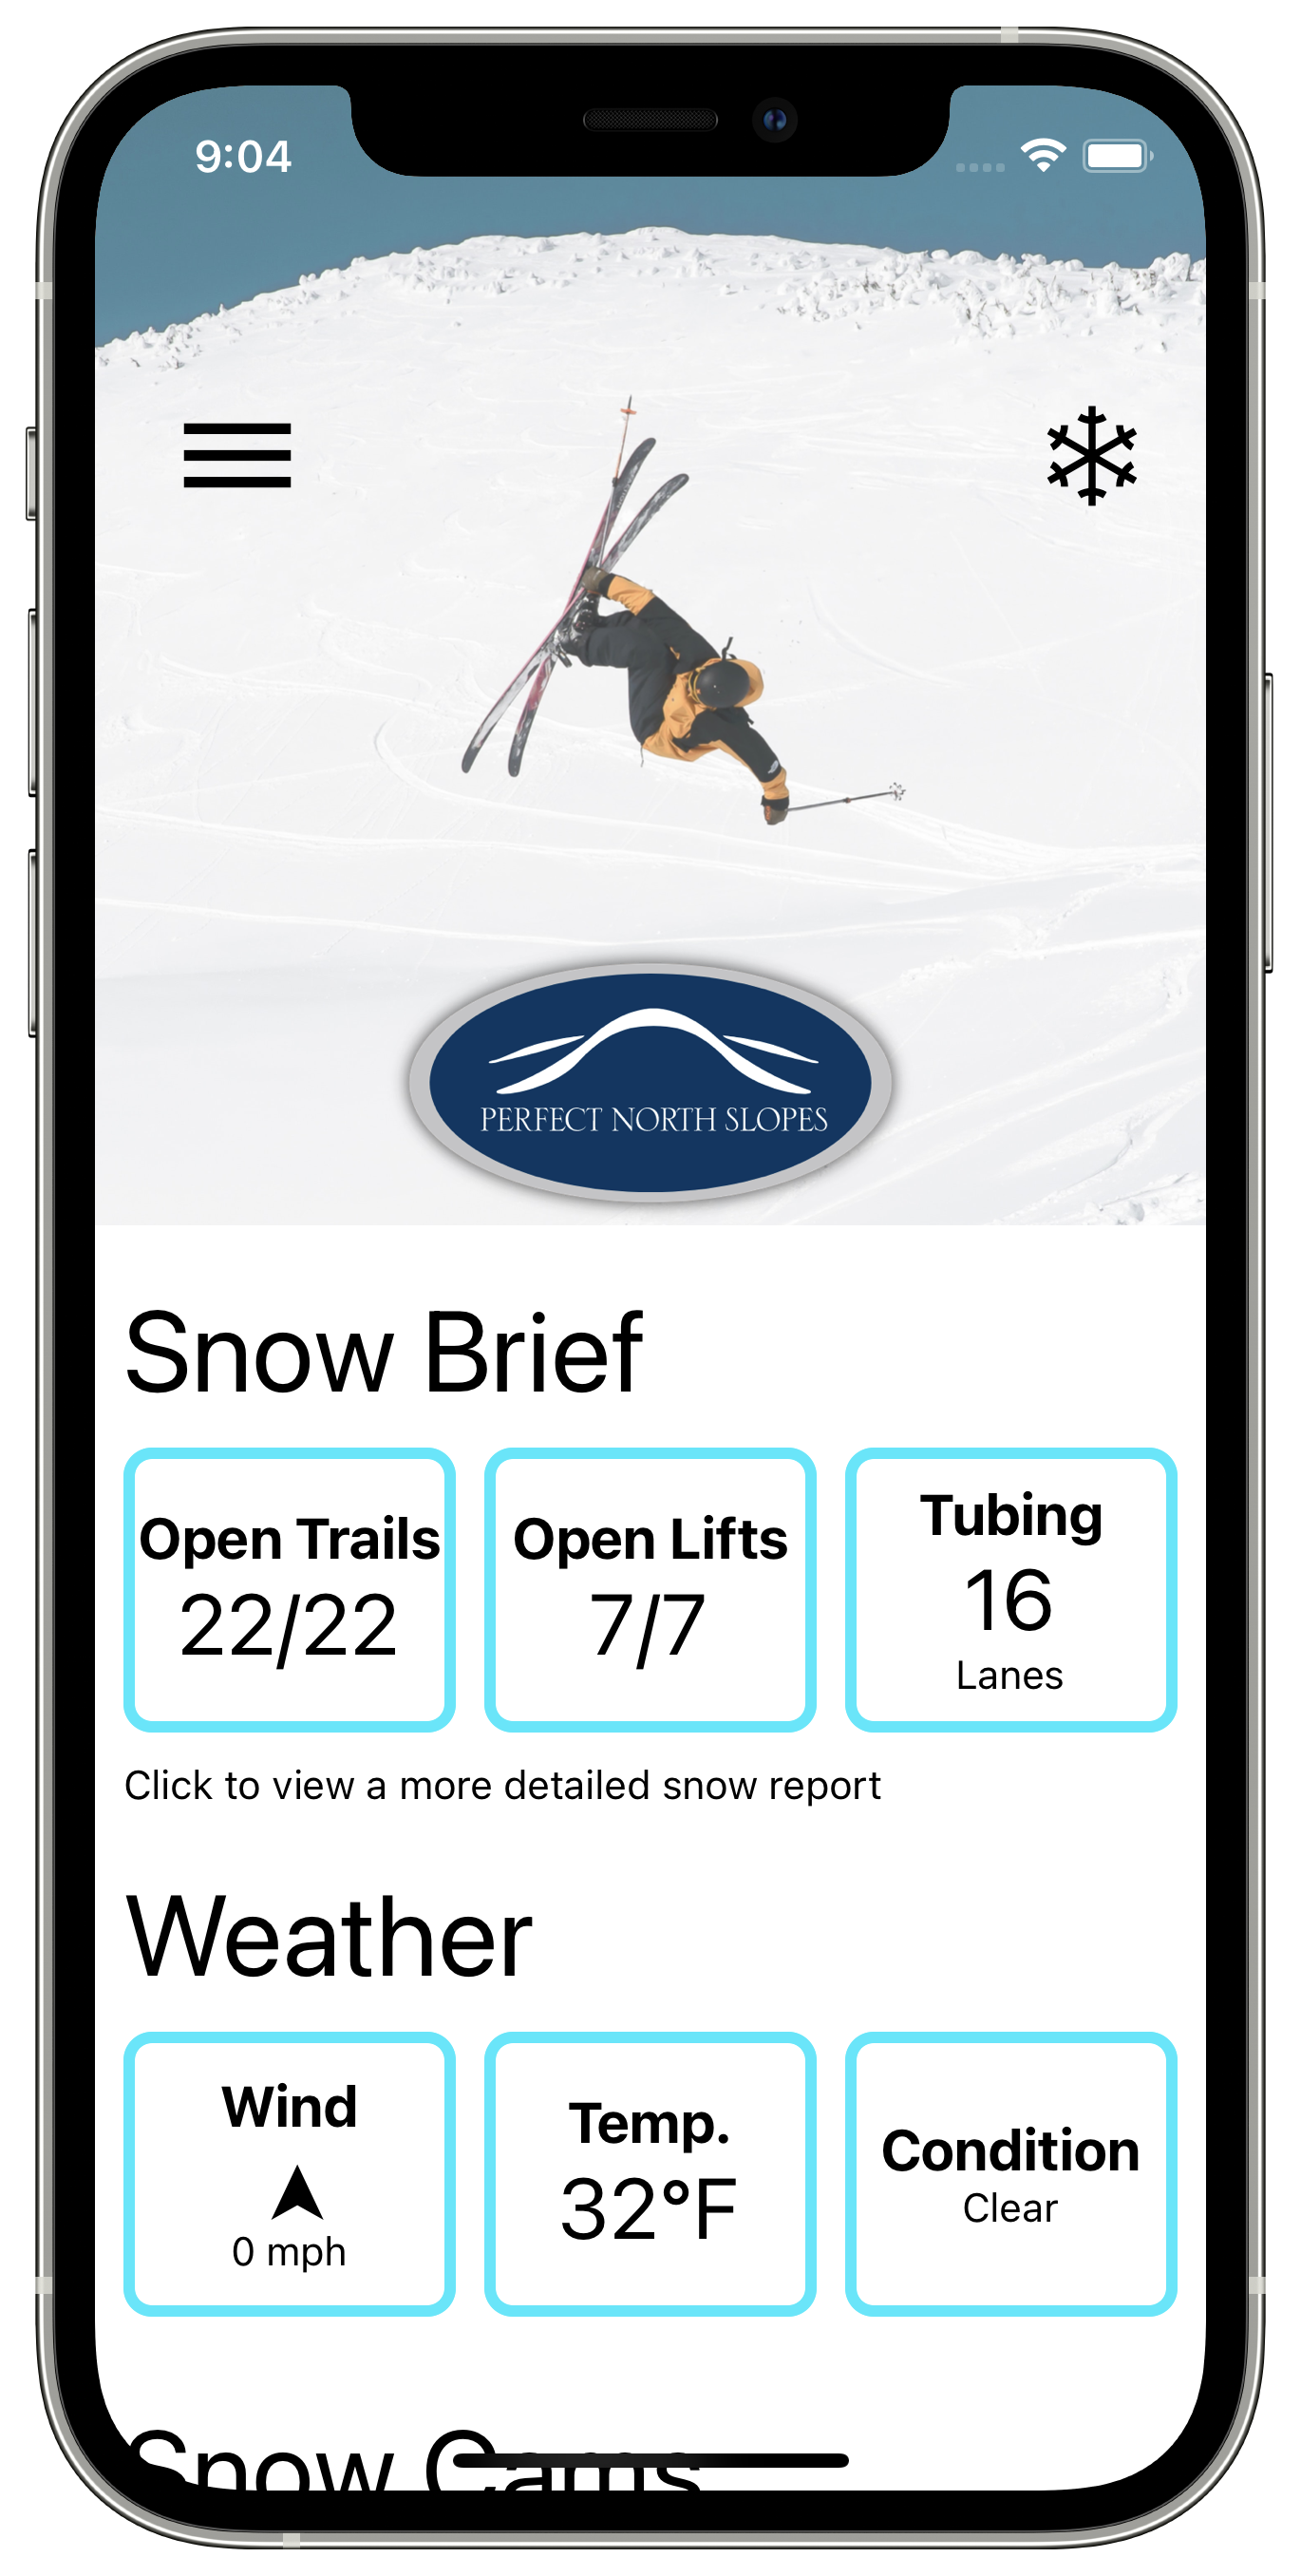 9:04
PERFECT NORTH SLOPES
Snow Brief
Open Trails
22/22
Open Lifts
7/7
Tubing
16
Lanes
Click to view a more detailed snow report
Weather
Wind
0 mph
Temp.
32°F
Condition
Clear
Snow Cams